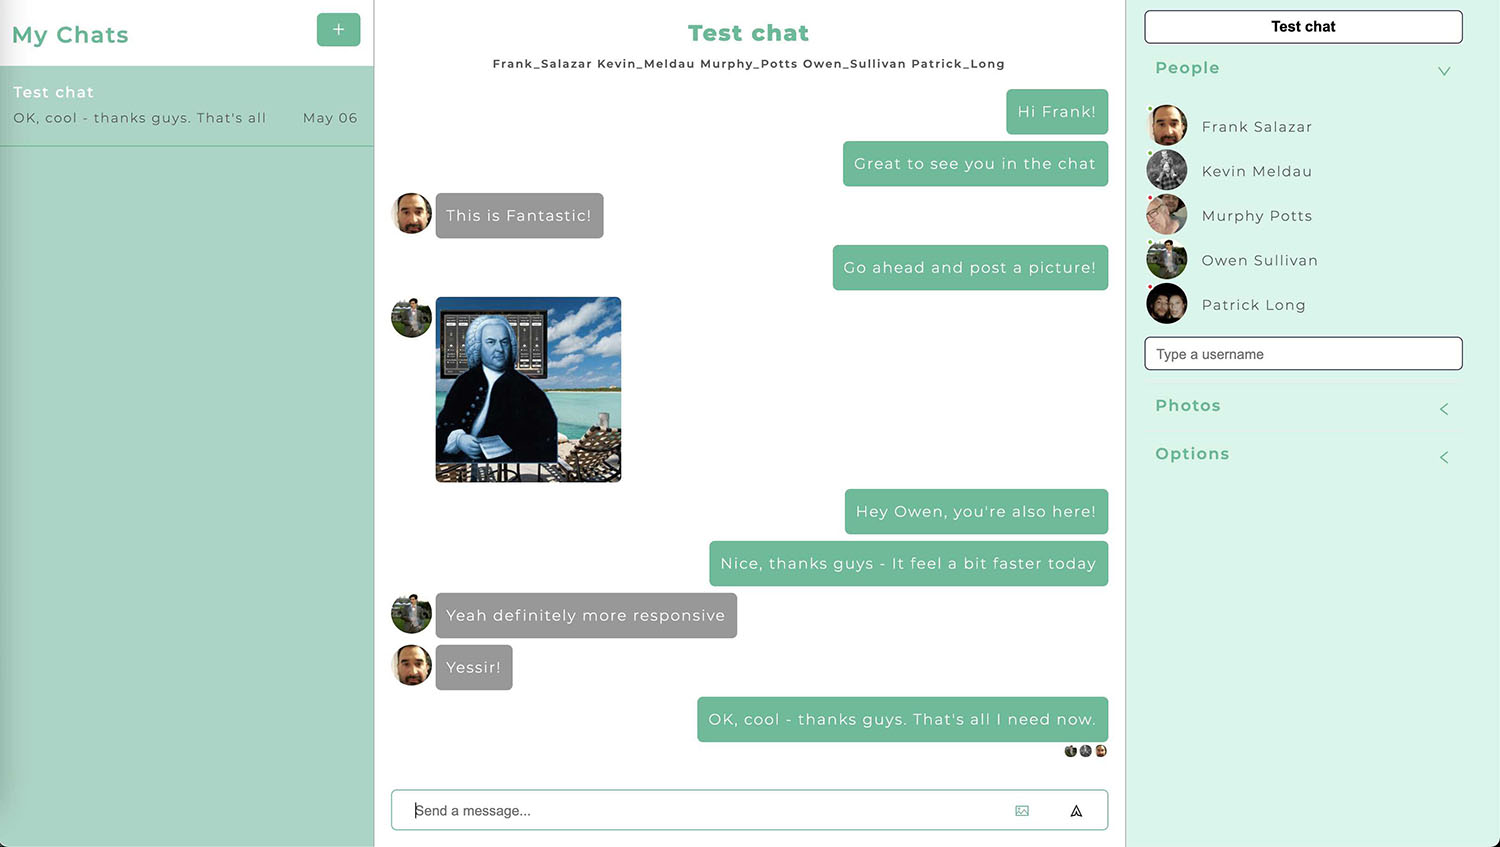 My Chats
+
Test chat
OK, cool - thanks guys. That's all
May 06
Test chat
Frank_Salazar Kevin_Meldau Murphy_Potts Owen_Sullivan Patrick_Long
Hi Frank!
Great to see you in the chat
This is Fantastic!
Go ahead and post a picture!
Hey Owen, you're also here!
Nice, thanks guys - It feel a bit faster today
Yeah definitely more responsive
Yessir!
OK, cool - thanks guys. That's all I need now.
Send a message...
Test chat
People
Frank Salazar
Kevin Meldau
Murphy Potts
Owen Sullivan
Patrick Long
Type a username
Photos
Options